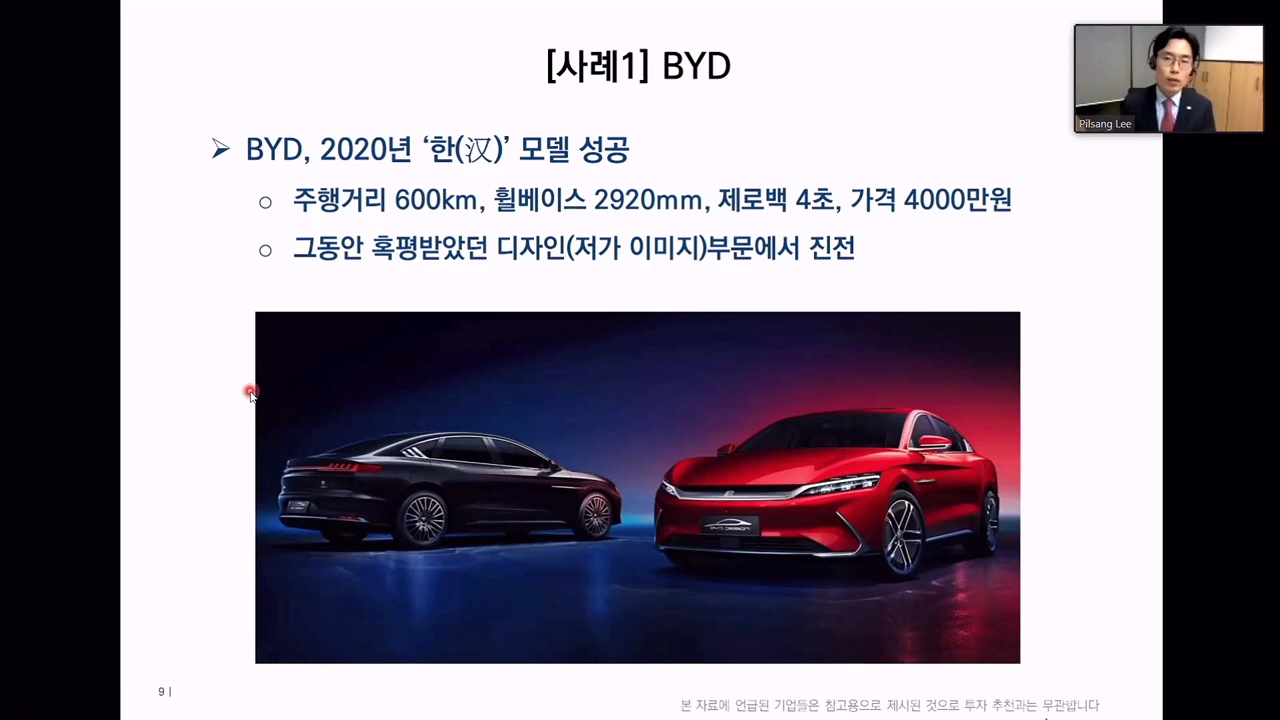 [사례1] BYD
Pilsang Lee
➢ BYD, 2020년 ‘한(汉)’ 모델 성공
○ 주행거리 600km, 휠베이스 2920mm, 제로백 4초, 가격 4000만원
○ 그동안 혹평받았던 디자인(저가 이미지)부문에서 진전
BYD DESIGN
9 |
본 자료에 언급된 기업들은 참고용으로 제시된 것으로 투자 추천과는 무관합니다